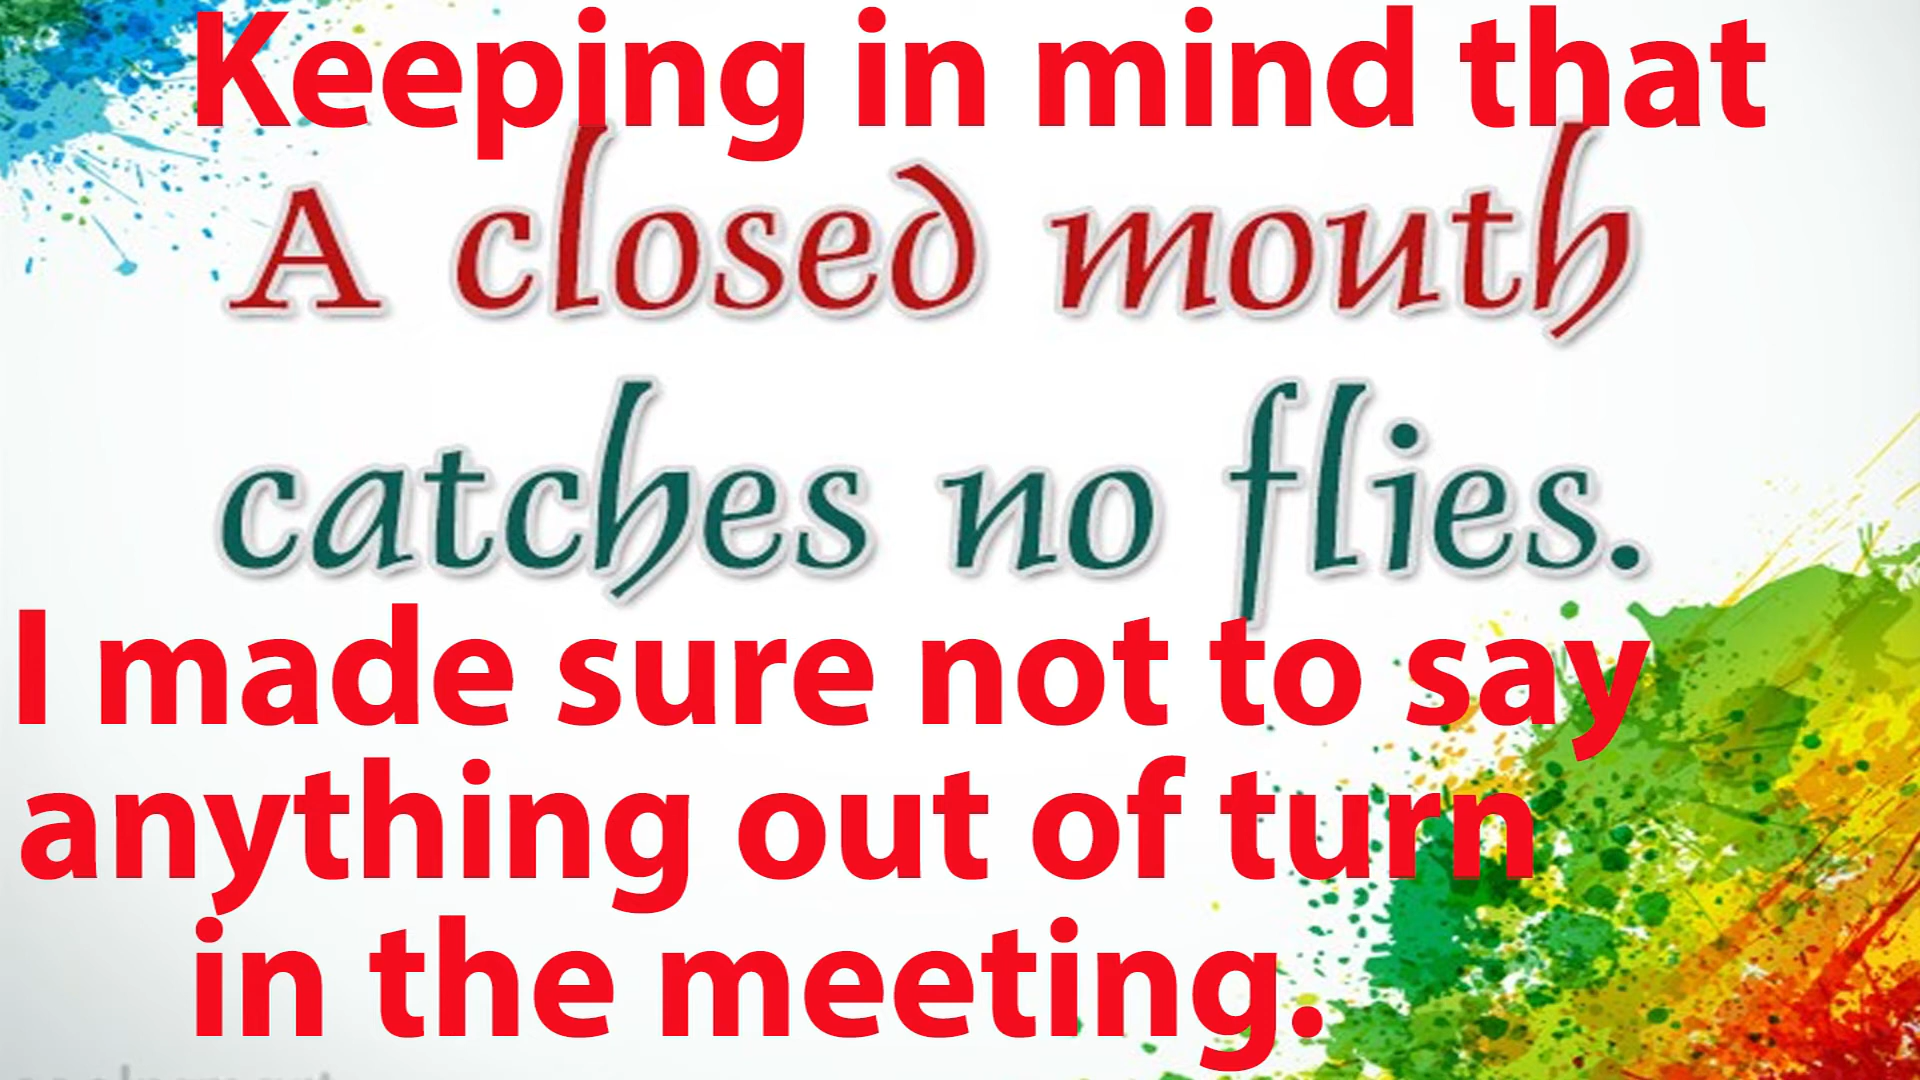 Keeping in mind that
A closed mouth
catches no flies.
I made sure not to say
anything out of turn
in the meeting.